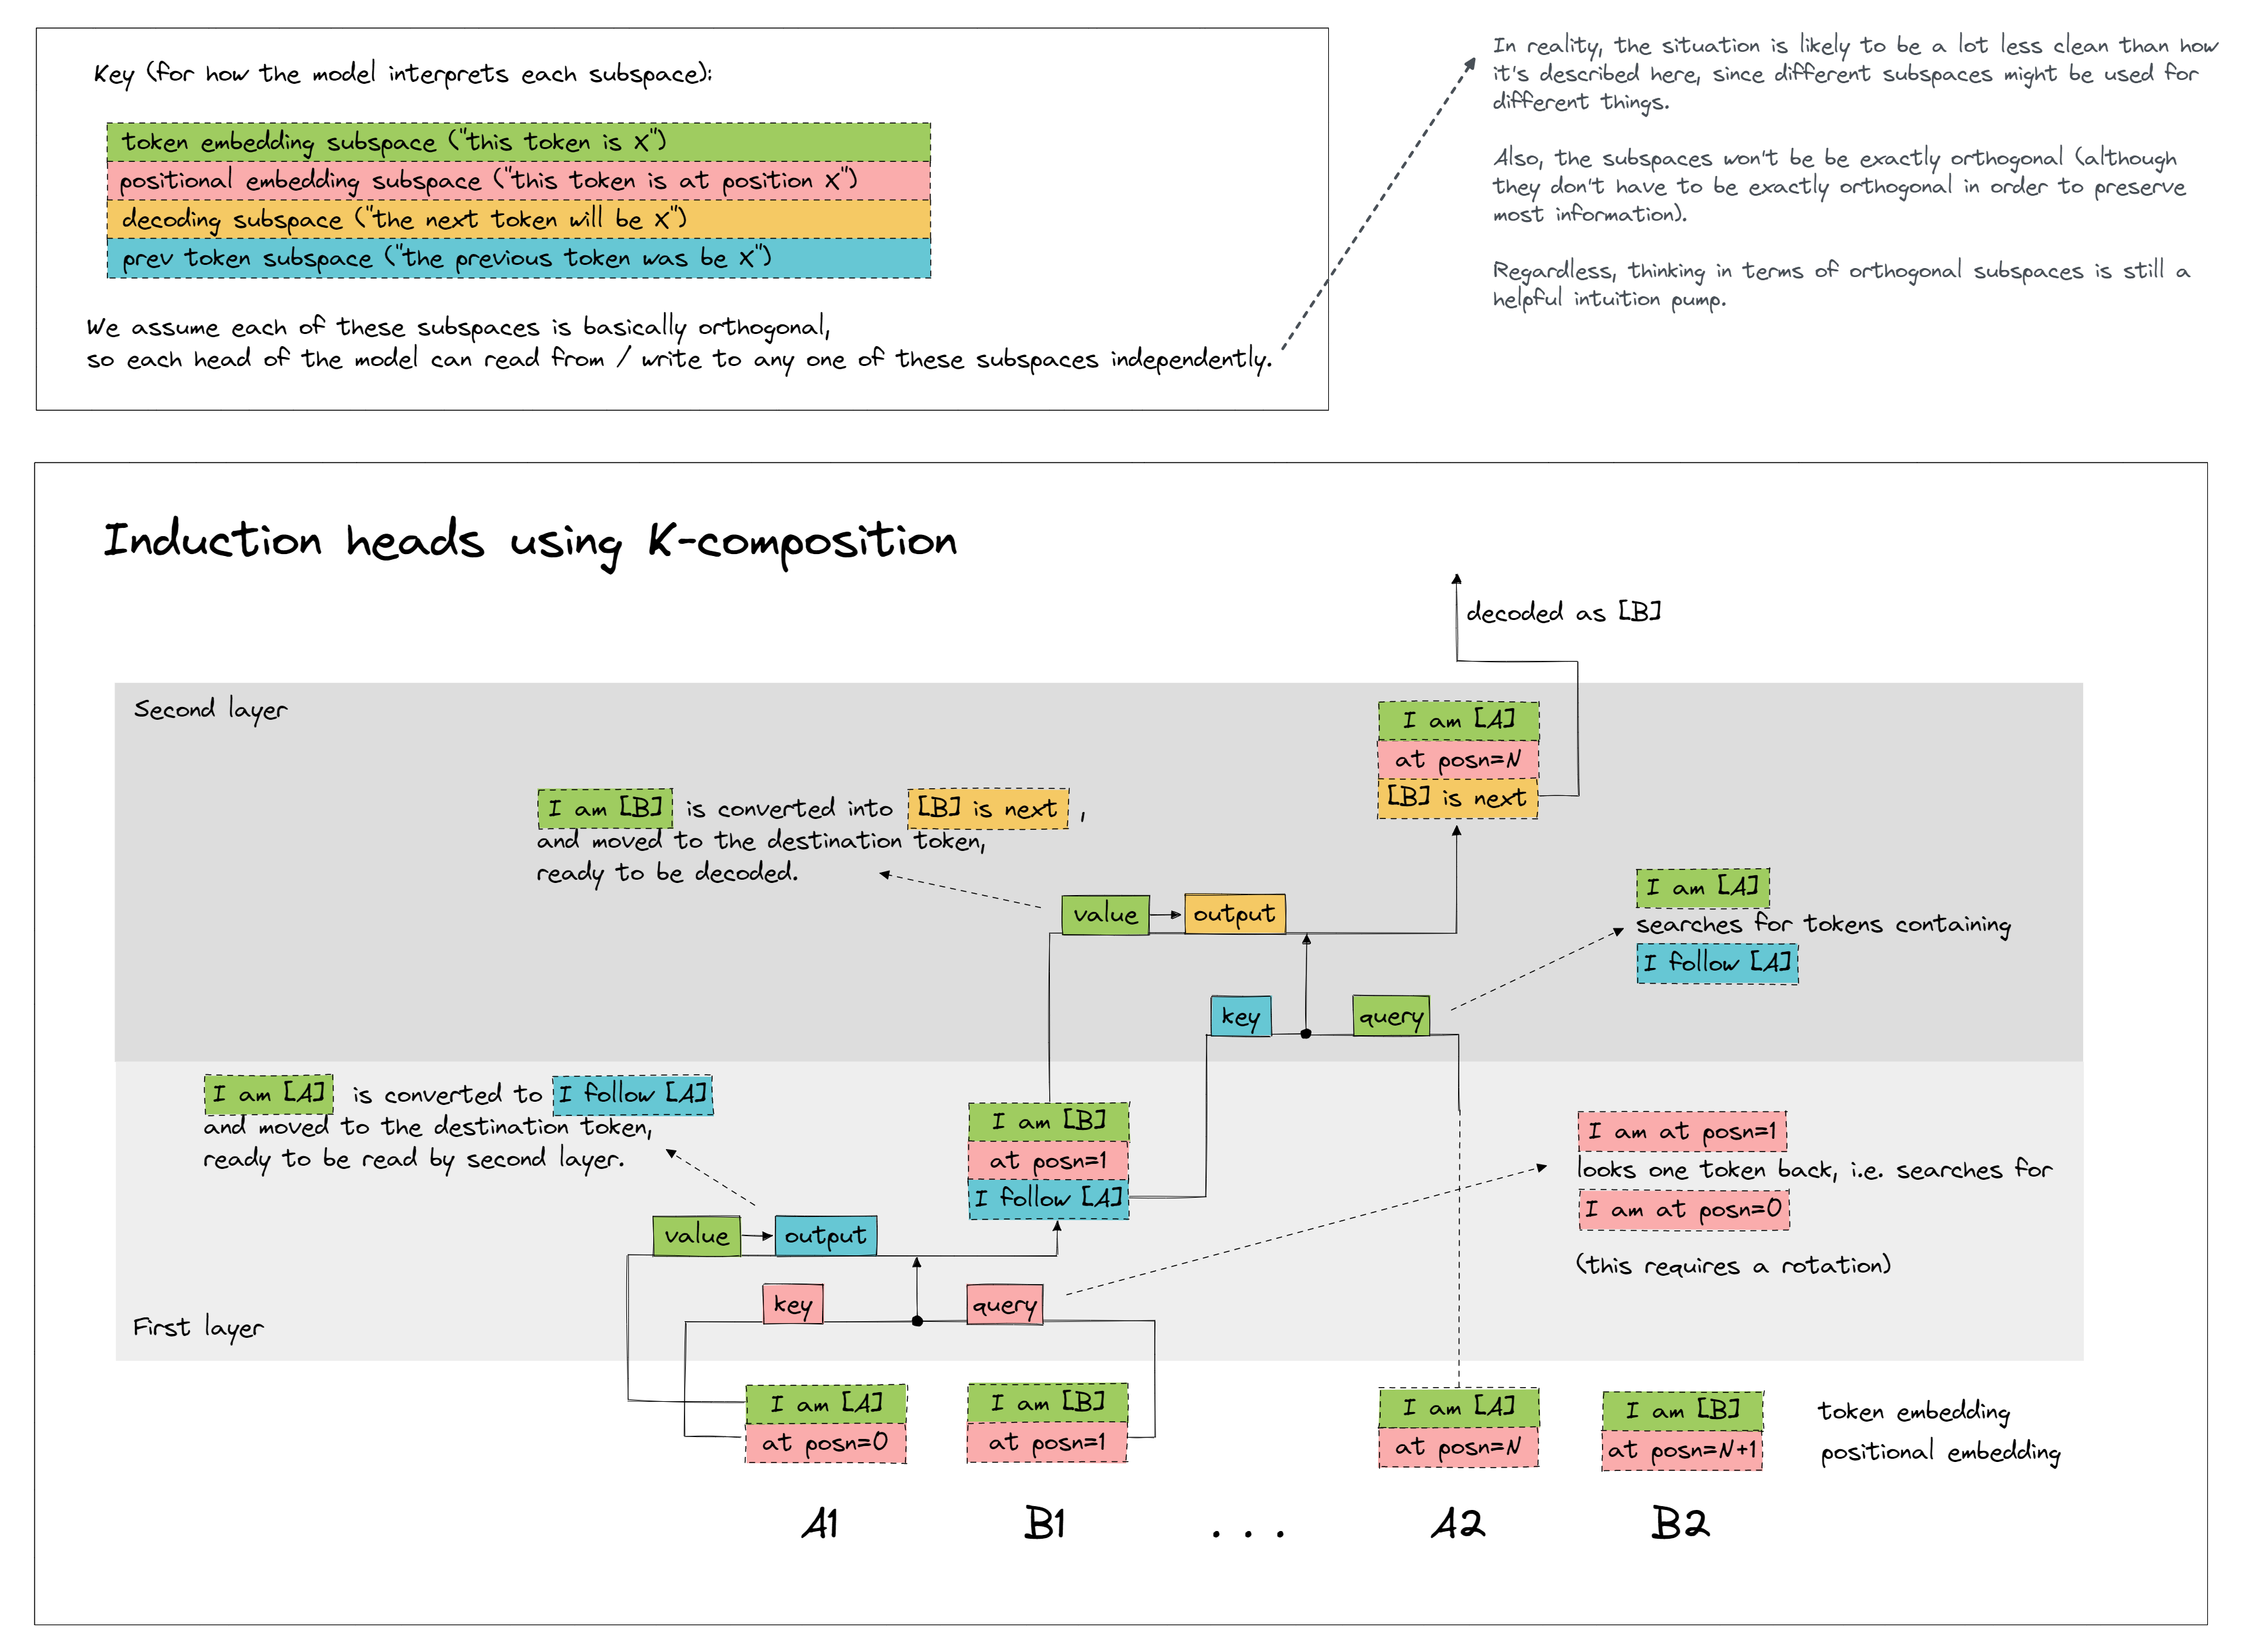 Key (for how the model interprets each subspace):
token embedding subspace ("this token is X")
positional embedding subspace ("this token is at position X")
decoding subspace ("the next token will be X")
prev token subspace ("the previous token was be X")
We assume each of these subspaces is basically orthogonal,
so each head of the model can read from / write to any one of these subspaces independently.
In reality, the situation is likely to be a lot less clean than how
it's described here, since different subspaces might be used for
different things.
Also, the subspaces won't be be exactly orthogonal (although
they don't have to be exactly orthogonal in order to preserve
most information).
Regardless, thinking in terms of orthogonal subspaces is still a
helpful intuition pump.
Induction heads using K-composition
decoded as [B]
Second layer
I am [A]
at posn=N
[B] is next
I am [B] is converted into [B] is next ,
and moved to the destination token,
ready to be decoded.
value
output
I am [A]
searches for tokens containing
I follow [A]
key
query
I am [A] is converted to I follow [A]
and moved to the destination token,
ready to be read by second layer.
I am [B]
at posn=1
I follow [A]
I am at posn=1
looks one token back, i.e. searches for
I am at posn=0
(this requires a rotation)
value
output
key
query
First layer
I am [A]
at posn=0
I am [B]
at posn=1
I am [A]
at posn=N
I am [B]
at posn=N+1
token embedding
positional embedding
A1
B1
. . .
A2
B2